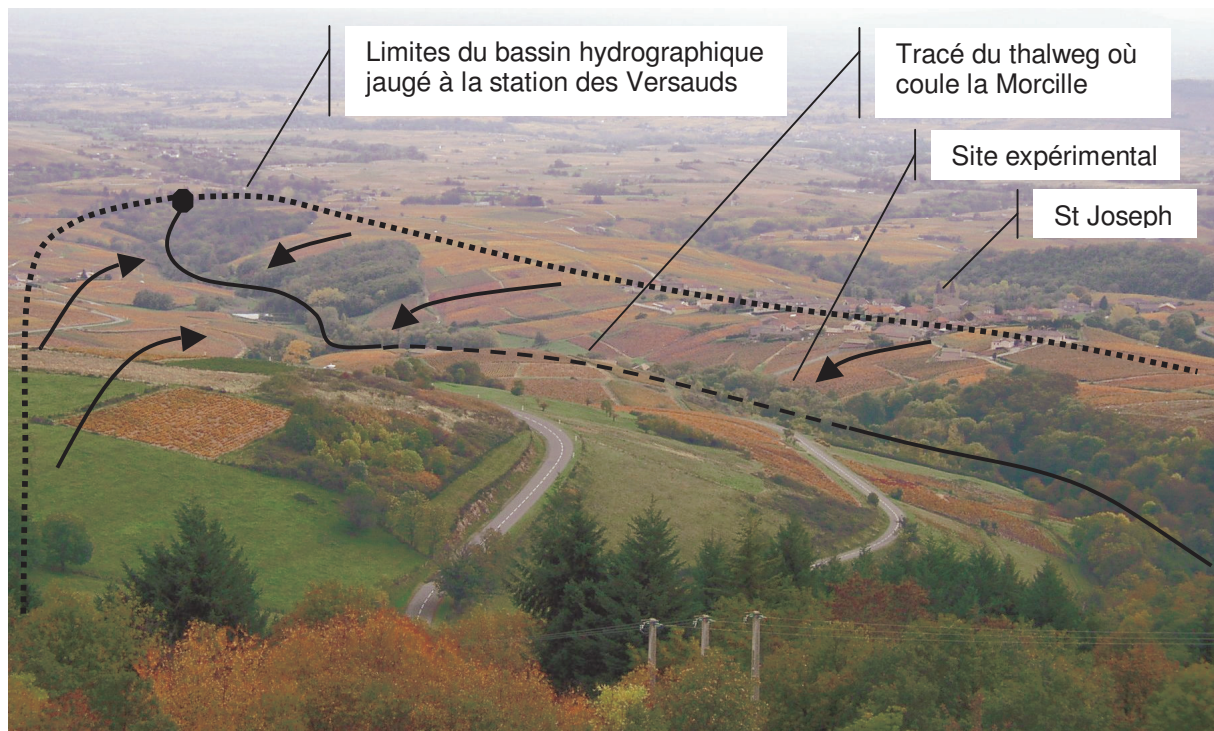 Limites du bassin hydrographique
jaugé à la station des Versauds
Tracé du thalweg où
coule la Morcille
Site expérimental
St Joseph